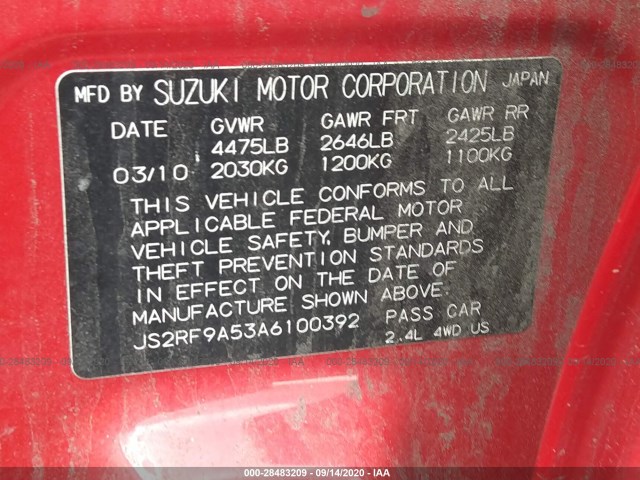 MFD BY SUZUKI MOTOR CORPORATION JAPAN
DATE GVWR GAWR FRT GAWR RR
4475LB 2646LB 2425LB
03/10 2030KG 1200KG 1100KG
THIS VEHICLE CONFORMS TO ALL
APPLICABLE FEDERAL MOTOR
VEHICLE SAFETY, BUMPER AND
THEFT PREVENTION STANDARDS
IN EFFECT ON THE DATE OF
MANUFACTURE SHOWN ABOVE.
JS2RF9A53A6100392 PASS CAR
2.4L 4WD US
000-28483209 - 09/14/2020 - IAA